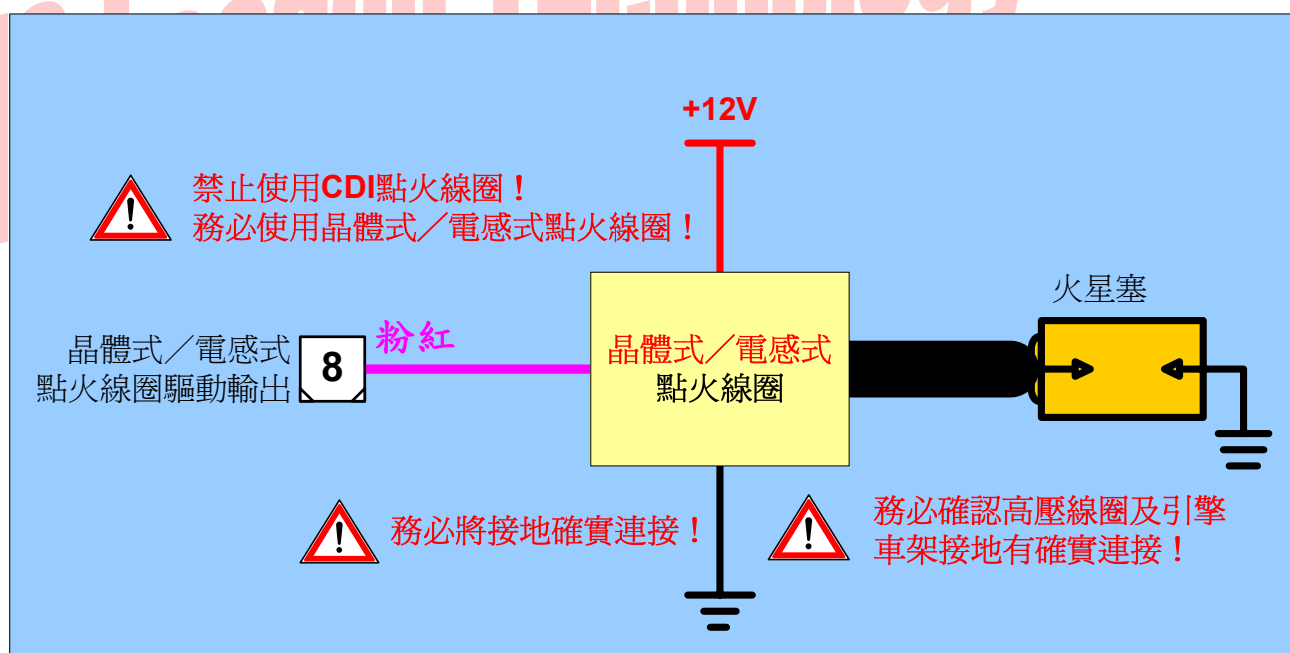 +12V
禁止使用CDI點火線圈！
務必使用晶體式／電感式點火線圈！
火星塞
粉紅
晶體式／電感式
點火線圈驅動輸出
8
晶體式／電感式
點火線圈
務必將接地確實連接！
務必確認高壓線圈及引擎
車架接地有確實連接！